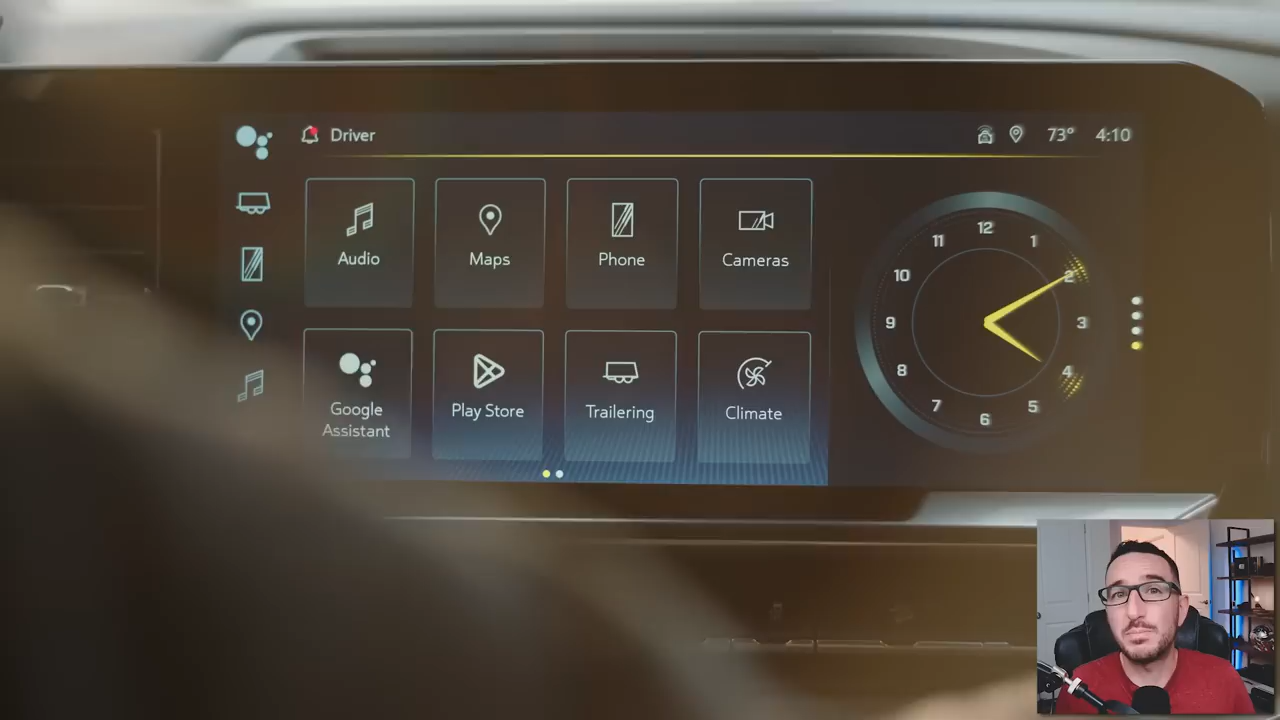 Driver
73° 4:10
Audio
Maps
Phone
Cameras
Google
Assistant
Play Store
Trailering
Climate
12
1
2
3
4
5
6
7
8
9
10
11